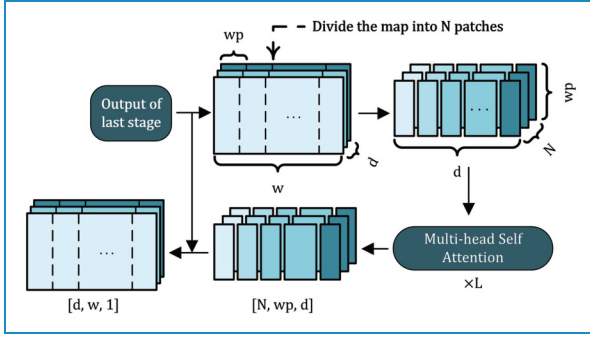 wp
Divide the map into N patches
Output of
last stage
...
...
wp
N
d
w
d
Multi-head Self
Attention
×L
...
...
[d, w, 1]
[N, wp, d]